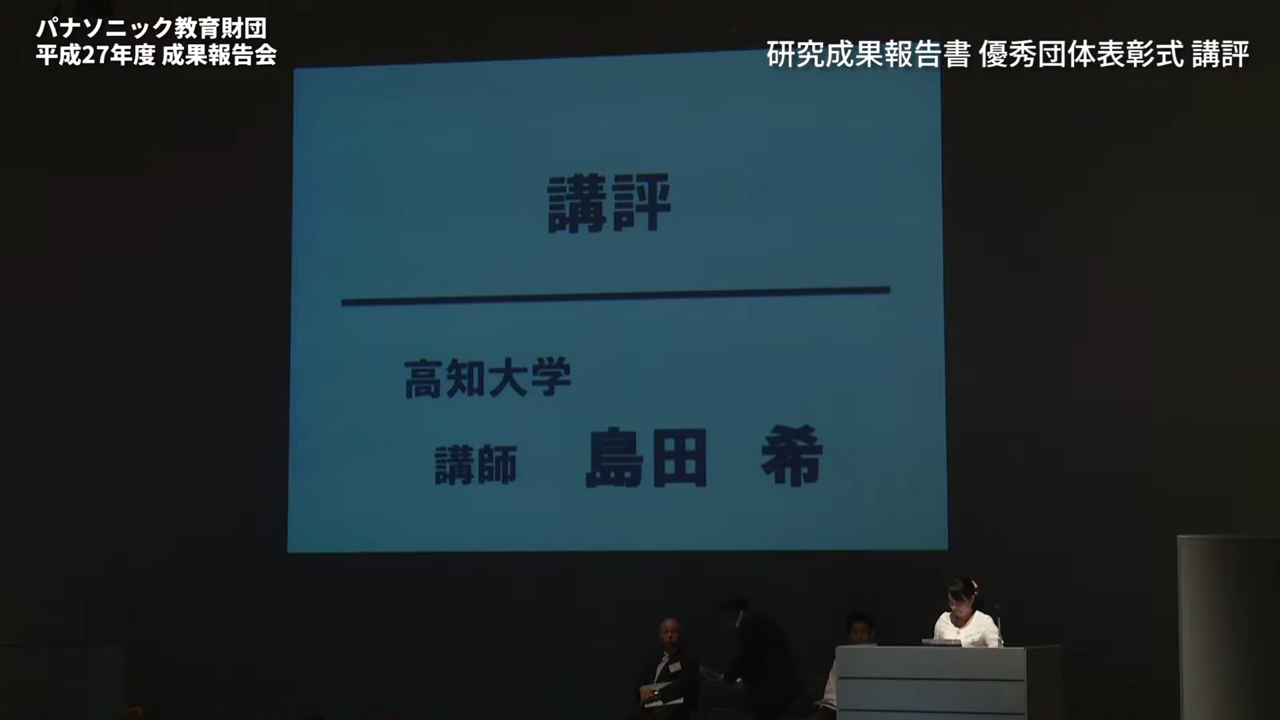 パナソニック教育財団
平成27年度 成果報告会
研究成果報告書 優秀団体表彰式 講評
講評
高知大学
講師 島田 希